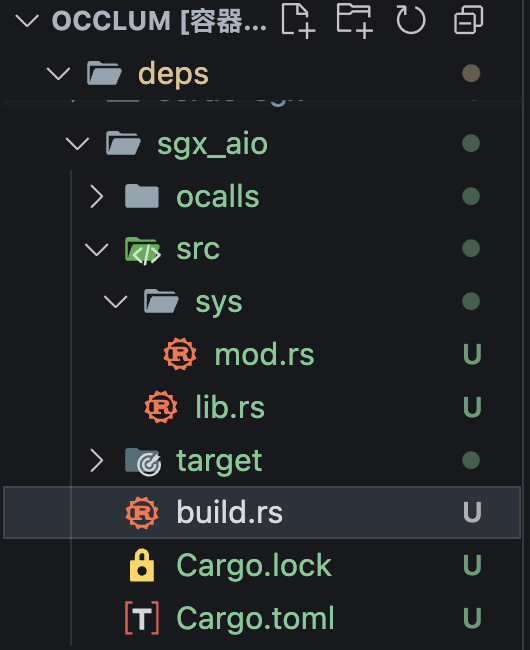 OCCLUM [容器...
deps
sgx_aio
ocalls
src
sys
mod.rs U
lib.rs U
target
build.rs U
Cargo.lock U
Cargo.toml U